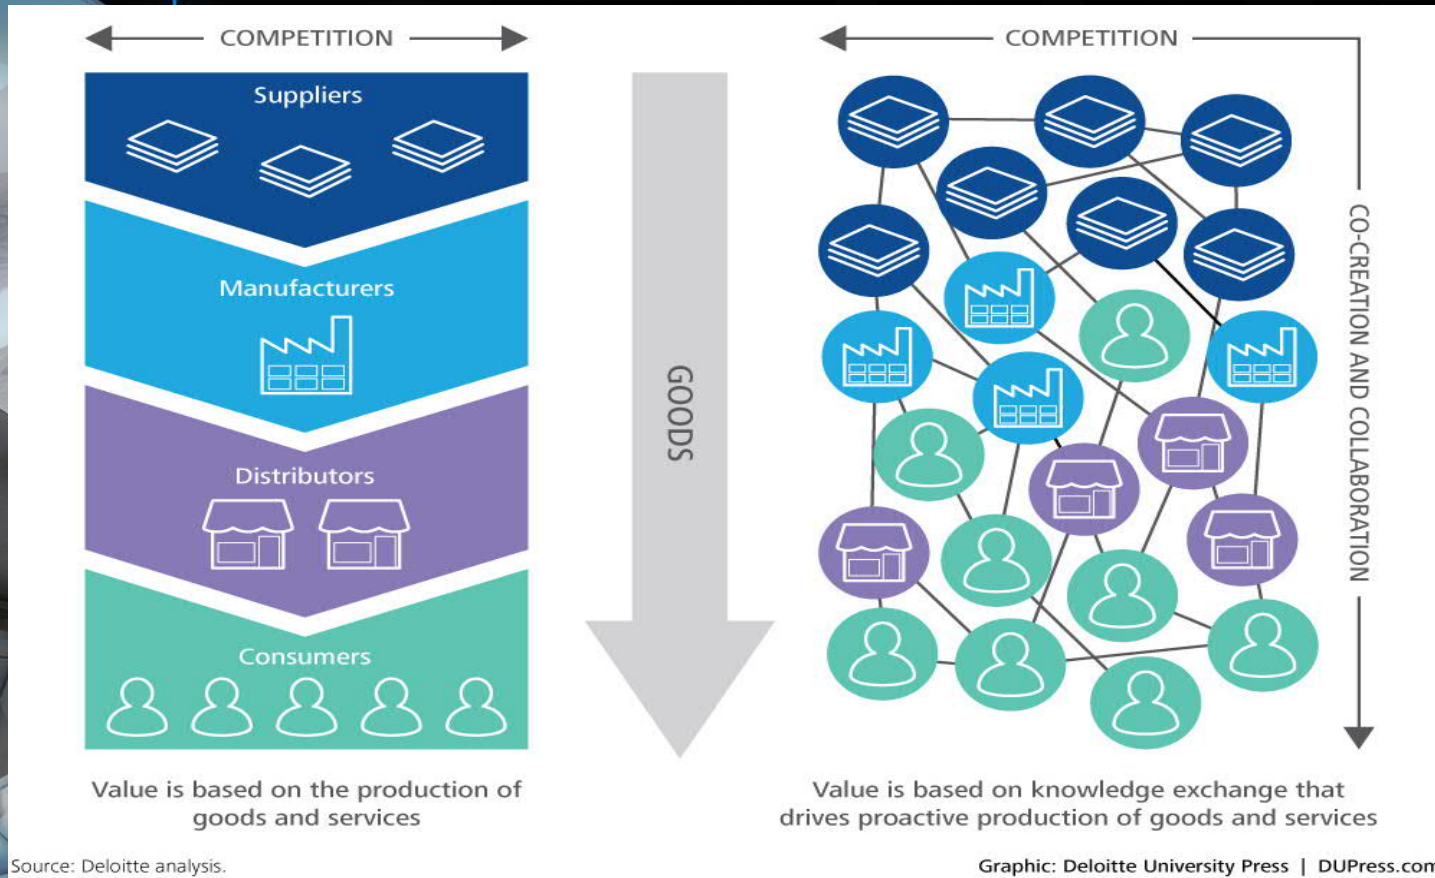 COMPETITION
Suppliers
Manufacturers
Distributors
Consumers
Value is based on the production of
goods and services
GOODS
COMPETITION
CO-CREATION AND COLLABORATION
Value is based on knowledge exchange that
drives proactive production of goods and services
Source: Deloitte analysis.
Graphic: Deloitte University Press | DUPress.com